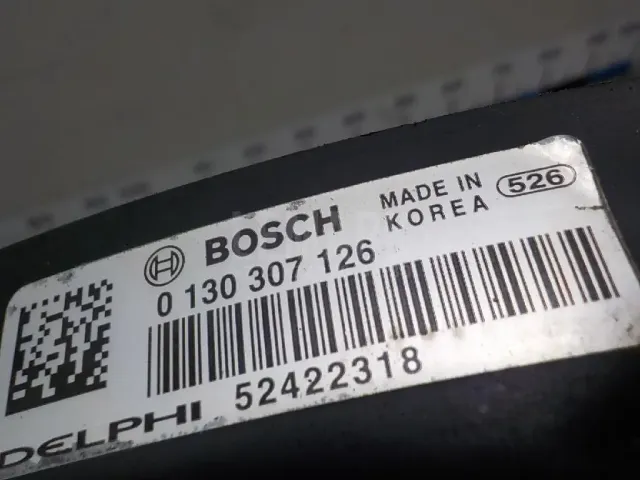 BOSCH MADE IN KOREA 526
0 130 307 126
52422318
DELPHI